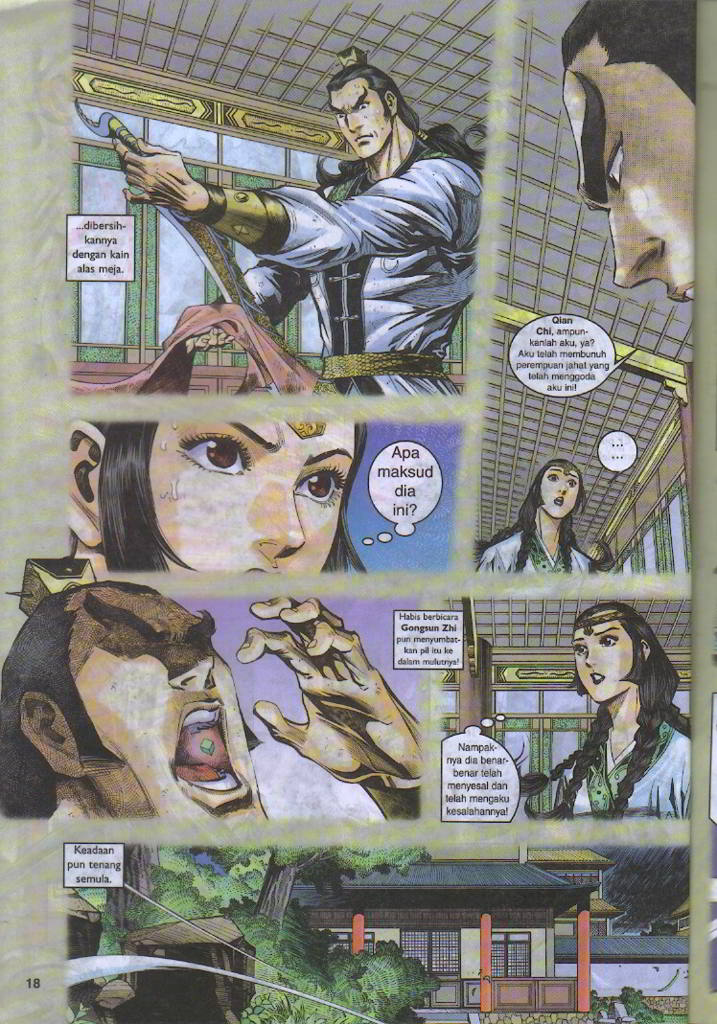 ...dibersih-
kannya
dengan kain
alas meja.
Qian
Chi, ampun-
kanlah aku, ya?
Aku telah membunuh
perempuan jahat yang
telah menggoda
aku ini!
...
...
Apa
maksud
dia
ini?
Habis berbicara
Gongsun Zhi
pun menyumbat-
kan pil itu ke
dalam mulutnya!
Nampak-
nya dia benar-
benar telah
menyesal dan
telah mengaku
kesalahannya!
Keadaan
pun tenang
semula.
18